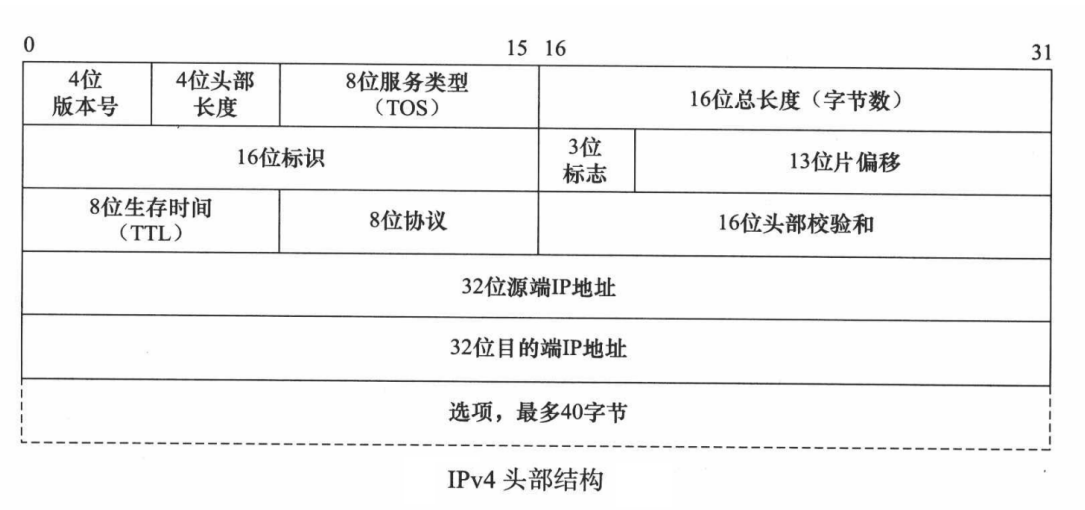 0 15 16 31
4位 4位头部 8位服务类型 16位总长度（字节数）
版本号 长度 （TOS）
16位标识 3位 13位片偏移
标志
8位生存时间 8位协议 16位头部校验和
（TTL）
32位源端IP地址
32位目的端IP地址
选项，最多40字节
IPv4 头部结构